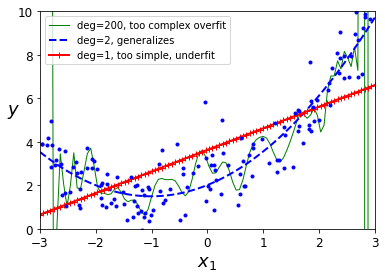 deg=200, too complex overfit
deg=2, generalizes
deg=1, too simple, underfit
10
8
6
4
2
0
y
−3 −2 −1 0 1 2 3
x₁